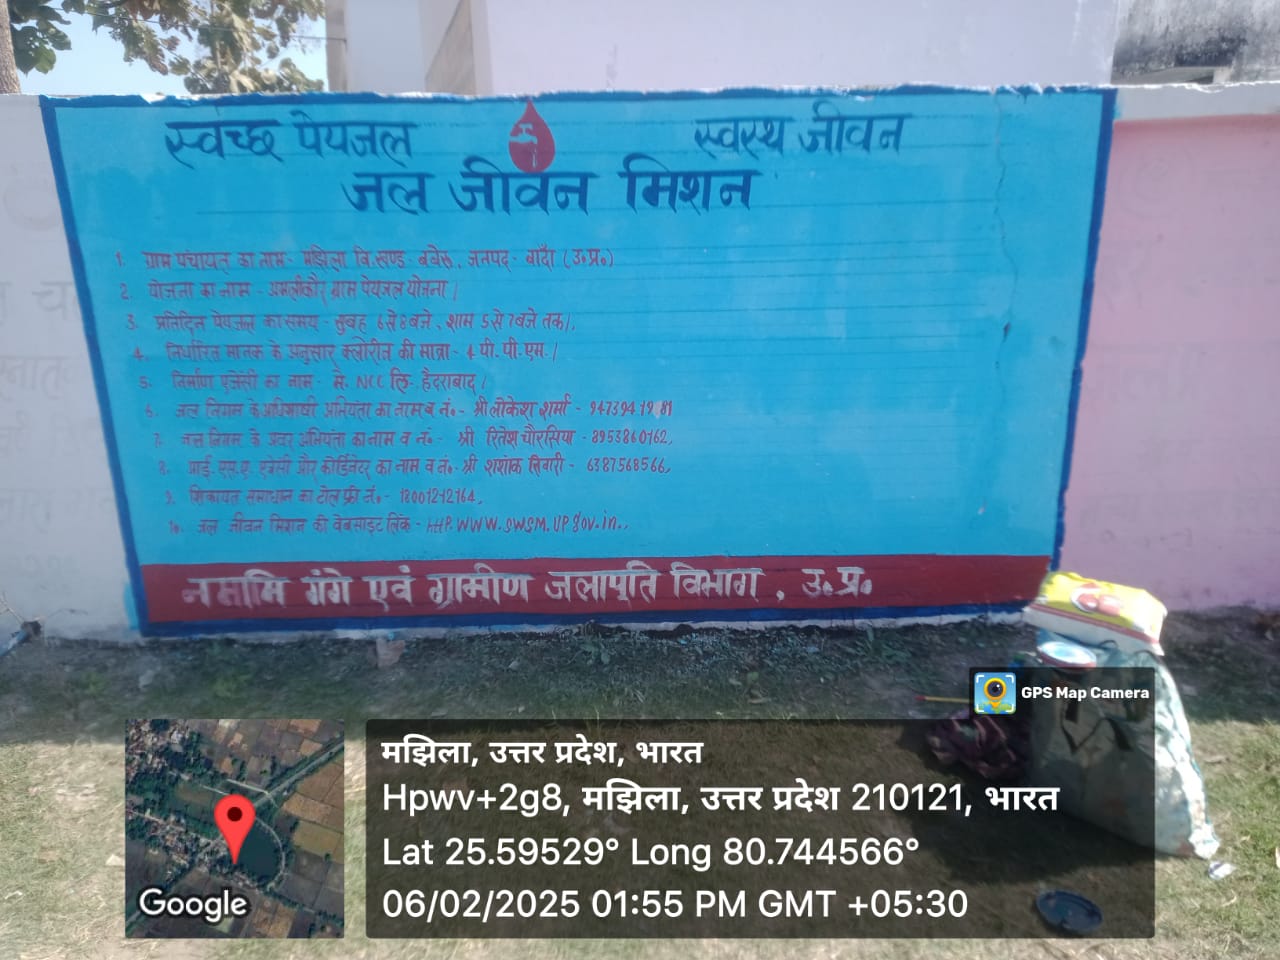 स्वच्छ पेयजल स्वस्थ जीवन
जल जीवन मिशन
1. ग्राम पंचायत का नाम - मझिला वि.खण्ड - बबेरू, जनपद - बाँदा (उ॰प्र॰)
2. योजना का नाम - अमलीकौर ग्राम पेयजल योजना।
3. प्रतिदिन पेयजल का समय - सुबह 6 से 8 बजे, शाम 5 से 7 बजे तक।
4. निर्धारित मानक के अनुसार क्लोरीन की मात्रा - 4 पी.पी.एम.।
5. निर्माण एजेंसी का नाम - मे. NCC लि. हैदराबाद।
6. जल निगम के अधिशाषी अभियंता का नाम व नं॰ - श्री लोकेश शर्मा -
7. जल निगम के अवर अभियंता का नाम व नं॰ - श्री रितेश चौरसिया - 8953860162,
8. आई.एस.ए. एजेंसी और कोर्डिनेटर का नाम व नं॰ - श्री शशांक तिवारी - 6387568566,
9. शिकायत समाधान का टोल फ्री नं॰ - 18001212164,
10. जल जीवन मिशन की वेबसाइट लिंक - http.WWW.SWSM.UP gov.in.,
नमामि गंगे एवं ग्रामीण जलापूति विभाग, उ॰प्र॰
GPS Map Camera
मझिला, उत्तर प्रदेश, भारत
Hpwv+2g8, मझिला, उत्तर प्रदेश 210121, भारत
Lat 25.59529° Long 80.744566°
06/02/2025 01:55 PM GMT +05:30
Google